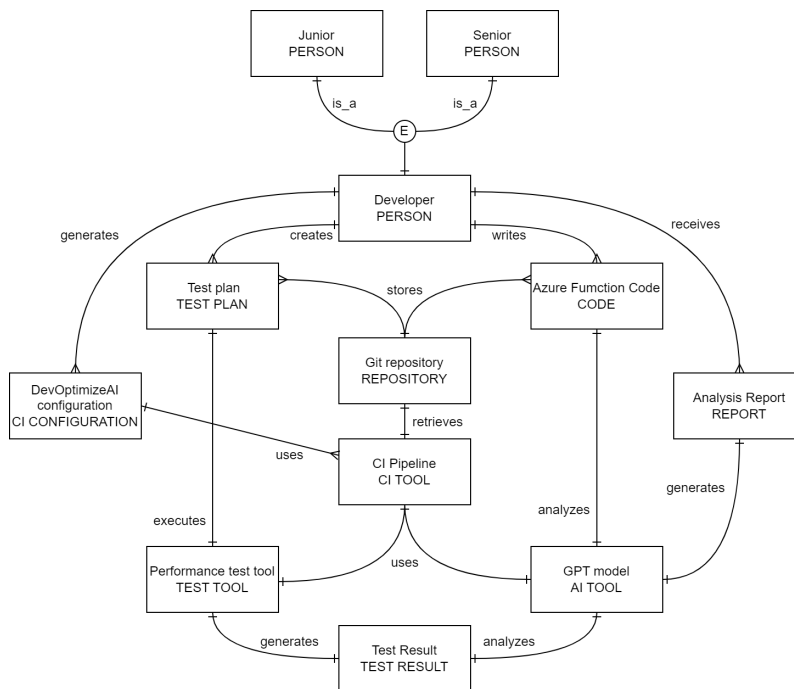 Junior
PERSON
Senior
PERSON
is_a
is_a
E
Developer
PERSON
generates
creates
writes
receives
Test plan
TEST PLAN
stores
Azure Fumction Code
CODE
Git repository
REPOSITORY
DevOptimizeAI
configuration
CI CONFIGURATION
Analysis Report
REPORT
retrieves
uses
CI Pipeline
CI TOOL
generates
executes
analyzes
Performance test tool
TEST TOOL
uses
GPT model
AI TOOL
generates
Test Result
TEST RESULT
analyzes